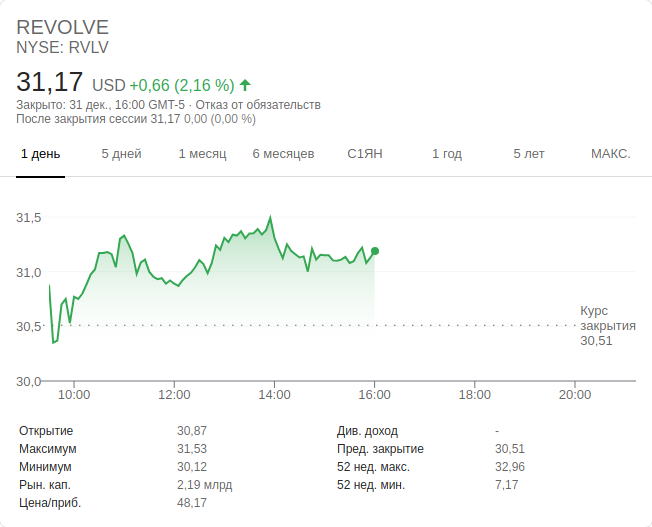 REVOLVE
NYSE: RVLV
31,17 USD +0,66 (2,16 %)
Закрыто: 31 дек., 16:00 GMT-5 · Отказ от обязательств
После закрытия сессии 31,17 0,00 (0,00 %)
1 день 5 дней 1 месяц 6 месяцев С1ЯН 1 год 5 лет МАКС.
31,5
31,0
30,5
30,0
Курс
закрытия
30,51
10:00 12:00 14:00 16:00 18:00 20:00
Открытие 30,87 Див. доход -
Максимум 31,53 Пред. закрытие 30,51
Минимум 30,12 52 нед. макс. 32,96
Рын. кап. 2,19 млрд 52 нед. мин. 7,17
Цена/приб. 48,17